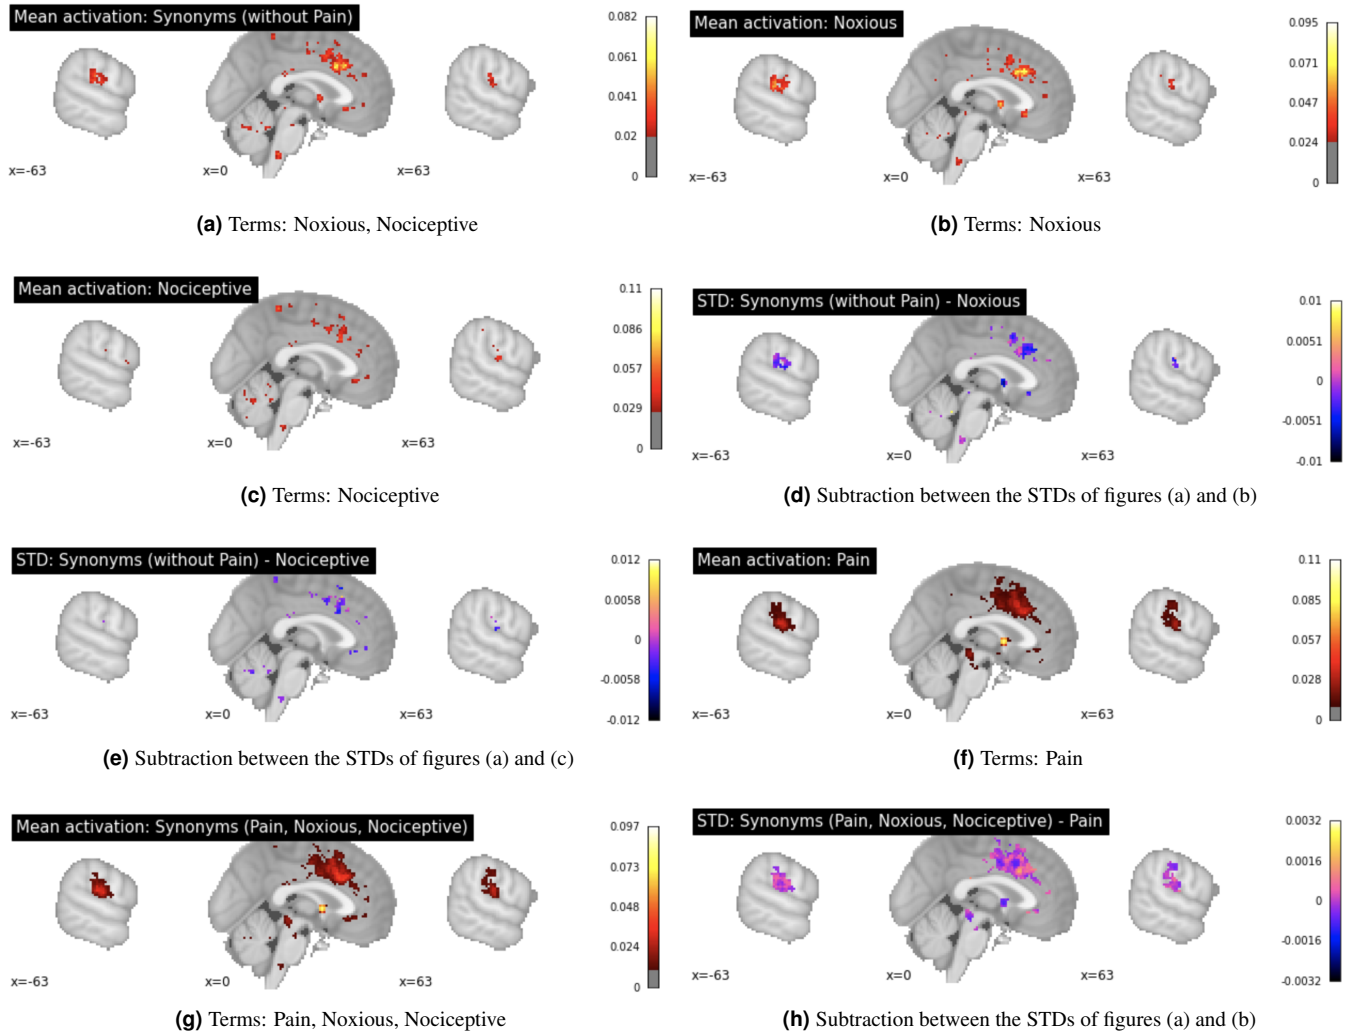 Mean activation: Synonyms (without Pain)
0.082
0.061
0.041
0.02
0
x=-63
x=0
x=63
(a) Terms: Noxious, Nociceptive
Mean activation: Noxious
0.095
0.071
0.047
0.024
0
x=-63
x=0
x=63
(b) Terms: Noxious
Mean activation: Nociceptive
0.11
0.086
0.057
0.029
0
x=-63
x=0
x=63
(c) Terms: Nociceptive
STD: Synonyms (without Pain) - Noxious
0.01
0.0051
0
-0.0051
-0.01
x=-63
x=0
x=63
(d) Subtraction between the STDs of figures (a) and (b)
STD: Synonyms (without Pain) - Nociceptive
0.012
0.0058
0
-0.0058
-0.012
x=-63
x=0
x=63
(e) Subtraction between the STDs of figures (a) and (c)
Mean activation: Pain
0.11
0.085
0.057
0.028
0
x=-63
x=0
x=63
(f) Terms: Pain
Mean activation: Synonyms (Pain, Noxious, Nociceptive)
0.097
0.073
0.048
0.024
0
x=-63
x=0
x=63
(g) Terms: Pain, Noxious, Nociceptive
STD: Synonyms (Pain, Noxious, Nociceptive) - Pain
0.0032
0.0016
0
-0.0016
-0.0032
x=-63
x=0
x=63
(h) Subtraction between the STDs of figures (a) and (b)